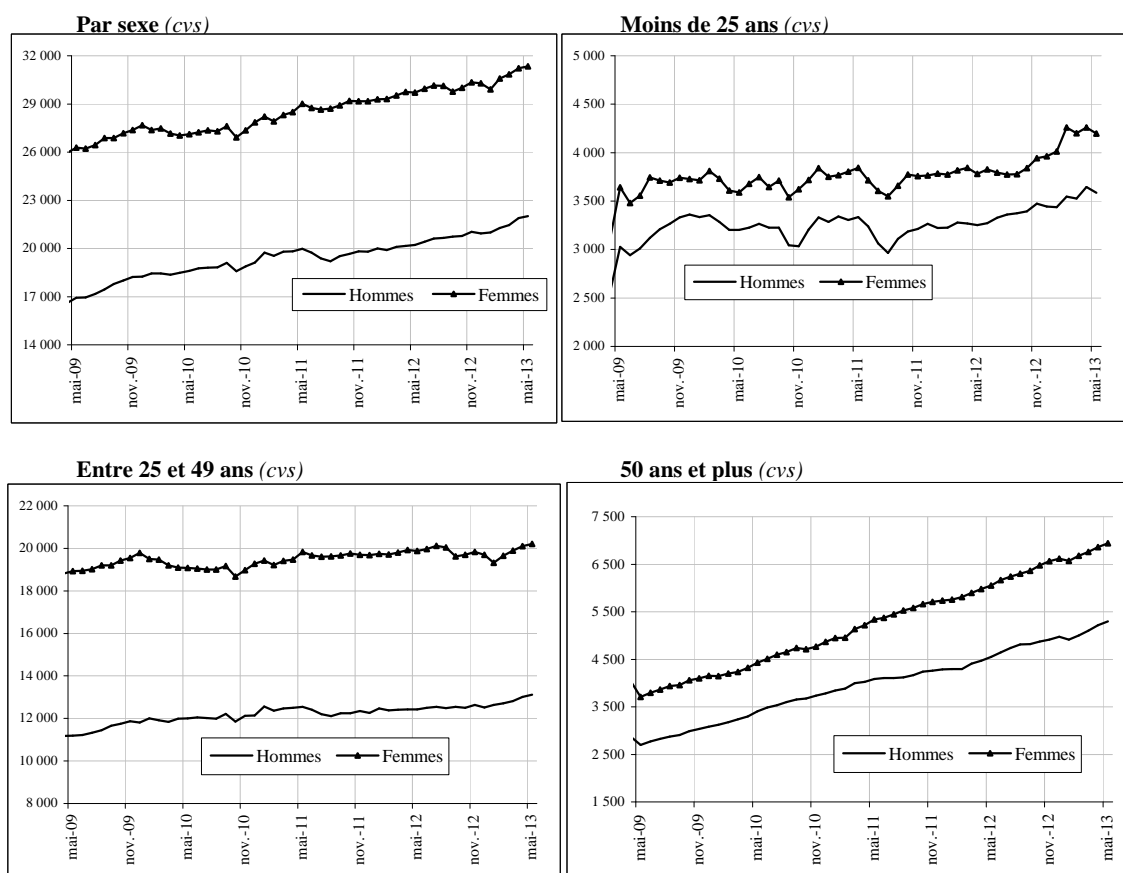 Par sexe (cvs)
32 000
29 000
26 000
23 000
20 000
17 000
14 000
Hommes
Femmes
mai-09
nov.-09
mai-10
nov.-10
mai-11
nov.-11
mai-12
nov.-12
mai-13
Moins de 25 ans (cvs)
5 000
4 500
4 000
3 500
3 000
2 500
2 000
Hommes
Femmes
mai-09
nov.-09
mai-10
nov.-10
mai-11
nov.-11
mai-12
nov.-12
mai-13
Entre 25 et 49 ans (cvs)
22 000
20 000
18 000
16 000
14 000
12 000
10 000
8 000
Hommes
Femmes
mai-09
nov.-09
mai-10
nov.-10
mai-11
nov.-11
mai-12
nov.-12
mai-13
50 ans et plus (cvs)
7 500
6 500
5 500
4 500
3 500
2 500
1 500
Hommes
Femmes
mai-09
nov.-09
mai-10
nov.-10
mai-11
nov.-11
mai-12
nov.-12
mai-13